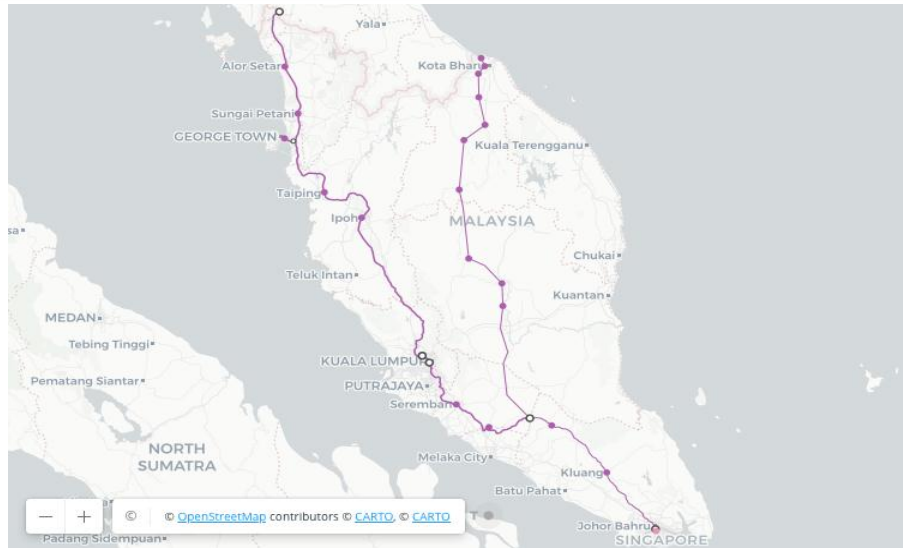 Yala
Kota Bharu
Alor Setar
Sungai Petani
GEORGE TOWN
Kuala Terengganu
Taiping
Ipoh
MALAYSIA
Chukai
Teluk Intan
Kuantan
MEDAN
Tebing Tinggi
KUALA LUMPUR
Pematang Siantar
PUTRAJAYA
Seremban
NORTH
SUMATRA
Melaka City
Kluang
Batu Pahat
− + © © OpenStreetMap contributors © CARTO, © CARTO
Johor Bahru
SINGAPORE
Padang Sidempuan